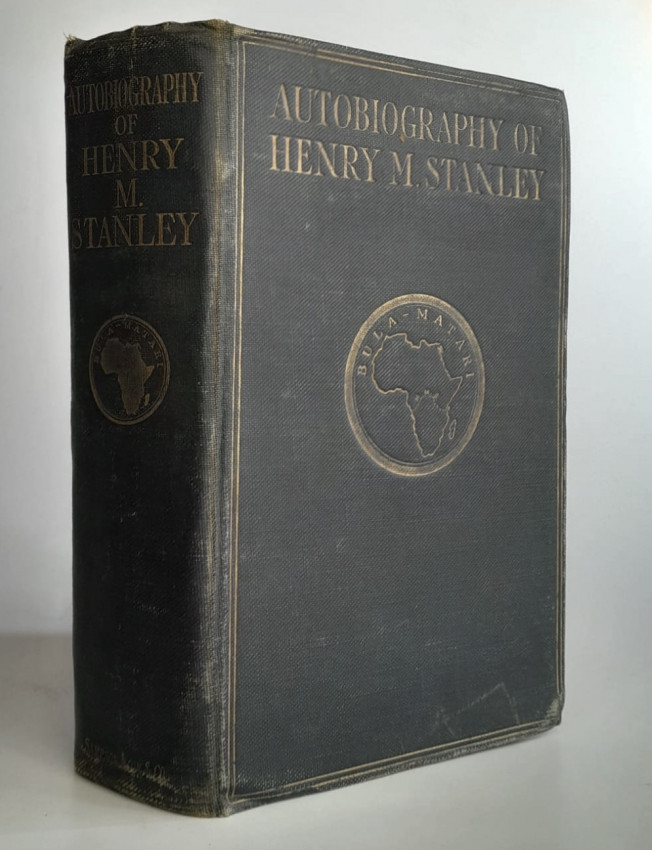 AUTOBIOGRAPHY
OF
HENRY
M.
STANLEY
BULA-MATARI
AUTOBIOGRAPHY OF
HENRY M. STANLEY
BULA-MATARI